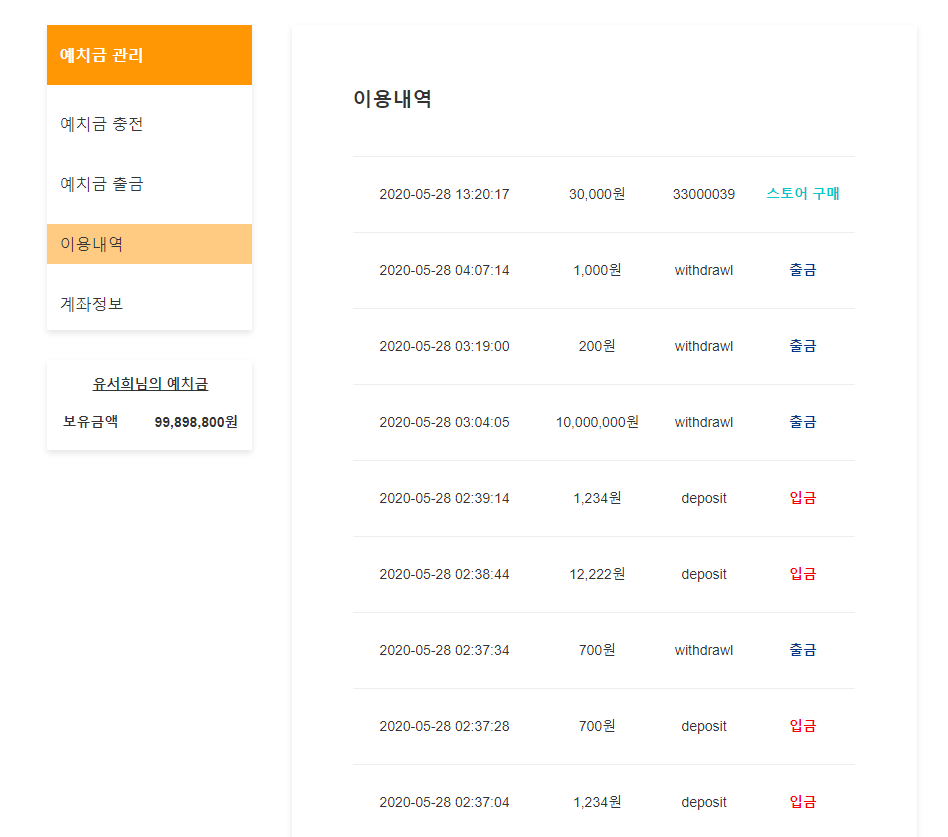 예치금 관리
예치금 충전
예치금 출금
이용내역
계좌정보
유서희님의 예치금
보유금액 99,898,800원
이용내역
2020-05-28 13:20:17 30,000원 33000039 스토어 구매
2020-05-28 04:07:14 1,000원 withdrawl 출금
2020-05-28 03:19:00 200원 withdrawl 출금
2020-05-28 03:04:05 10,000,000원 withdrawl 출금
2020-05-28 02:39:14 1,234원 deposit 입금
2020-05-28 02:38:44 12,222원 deposit 입금
2020-05-28 02:37:34 700원 withdrawl 출금
2020-05-28 02:37:28 700원 deposit 입금
2020-05-28 02:37:04 1,234원 deposit 입금